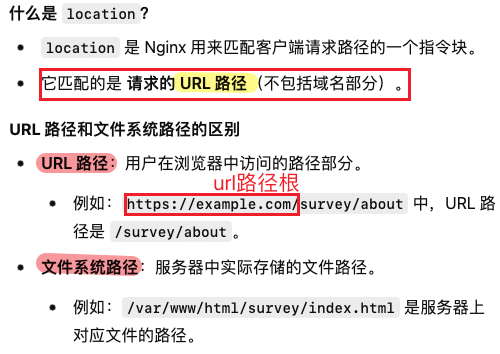 什么是 location？
location 是 Nginx 用来匹配客户端请求路径的一个指令块。
它匹配的是 请求的 URL 路径（不包括域名部分）。
URL 路径和文件系统路径的区别
URL 路径：用户在浏览器中访问的路径部分。
url路径根
例如： https://example.com/survey/about 中，URL 路
径是 /survey/about。
文件系统路径：服务器中实际存储的文件路径。
例如： /var/www/html/survey/index.html 是服务器上
对应文件的路径。